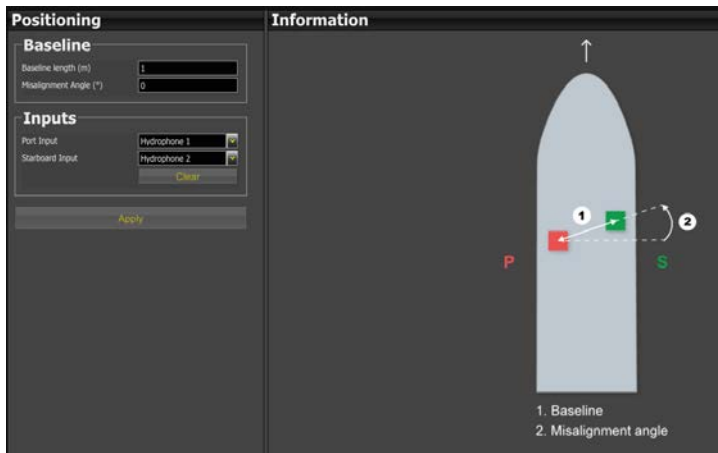 Positioning
Baseline
Baseline length (m) 1
Misalignment Angle (°) 0
Inputs
Port Input Hydrophone 1
Starboard Input Hydrophone 2
Clear
Apply
Information
1
2
P
S
1. Baseline
2. Misalignment angle